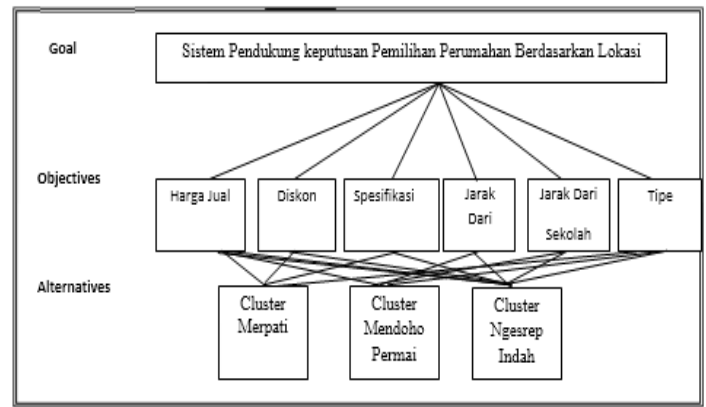 Goal
Sistem Pendukung keputusan Pemilihan Perumahan Berdasarkan Lokasi
Objectives
Harga Jual
Diskon
Spesifikasi
Jarak
Dari
Jarak Dari
Sekolah
Tipe
Alternatives
Cluster
Merpati
Cluster
Mendoho
Permai
Cluster
Ngesrep
Indah